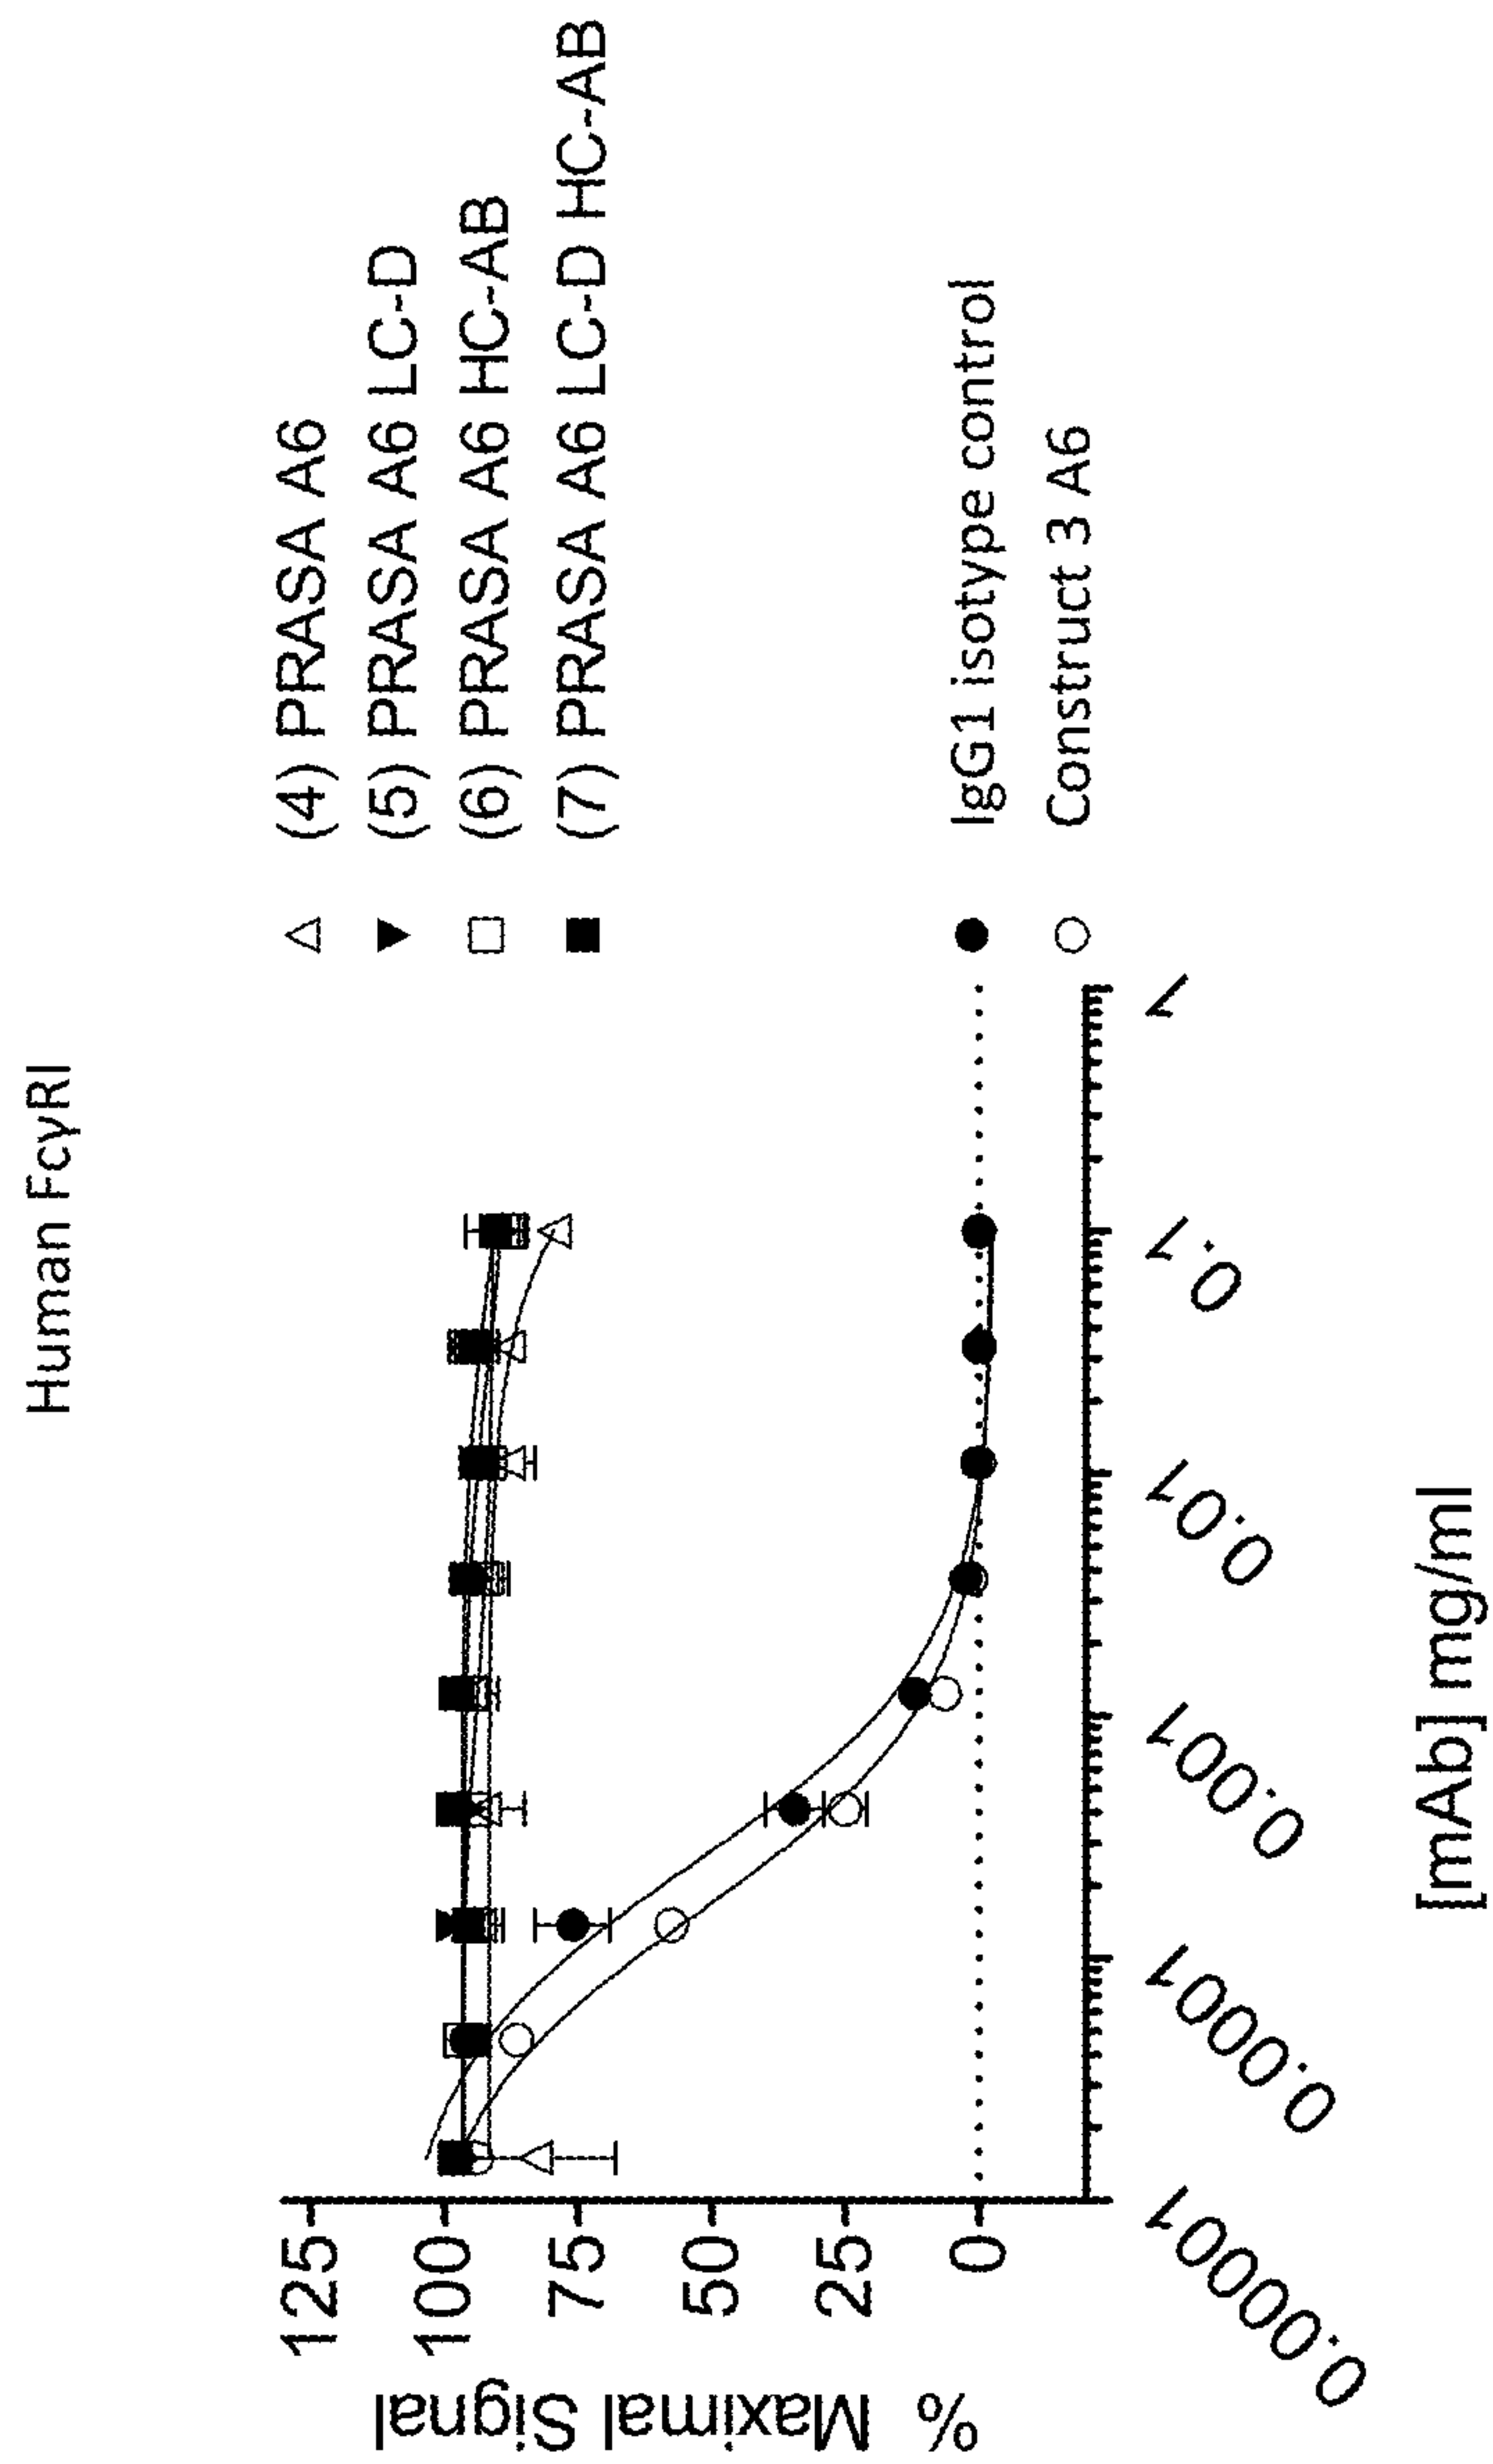 Human FcγRI
% Maximal Signal
125
100
75
50
25
0
0.00001
0.0001
0.001
0.01
0.1
1
[mAb] mg/ml
(4) PRASA A6
(5) PRASA A6 LC-D
(6) PRASA A6 HC-AB
(7) PRASA A6 LC-D HC-AB
IgG1 isotype control
Construct 3 A6